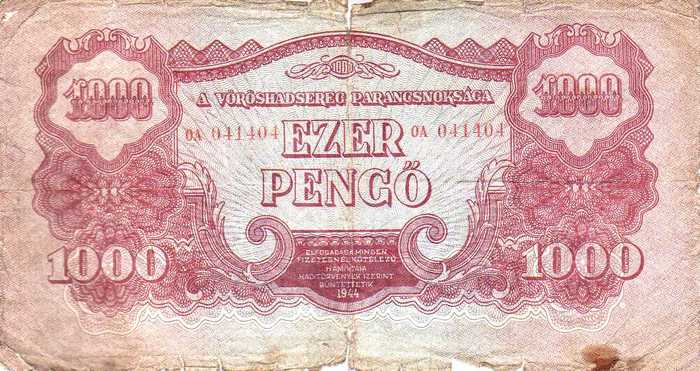 1000 1000
A VÖRÖSHADSEREG PARANCSNOKSÁGA
OA 041404 OA 041404
EZER
PENGŐ
1000 1000
ELFOGADÁSA MINDEN
FIZETÉSNÉL KÖTELEZŐ.
HAMISÍTÁSA
HADITÖRVÉNYEK SZERINT
BÜNTETTETIK
1944